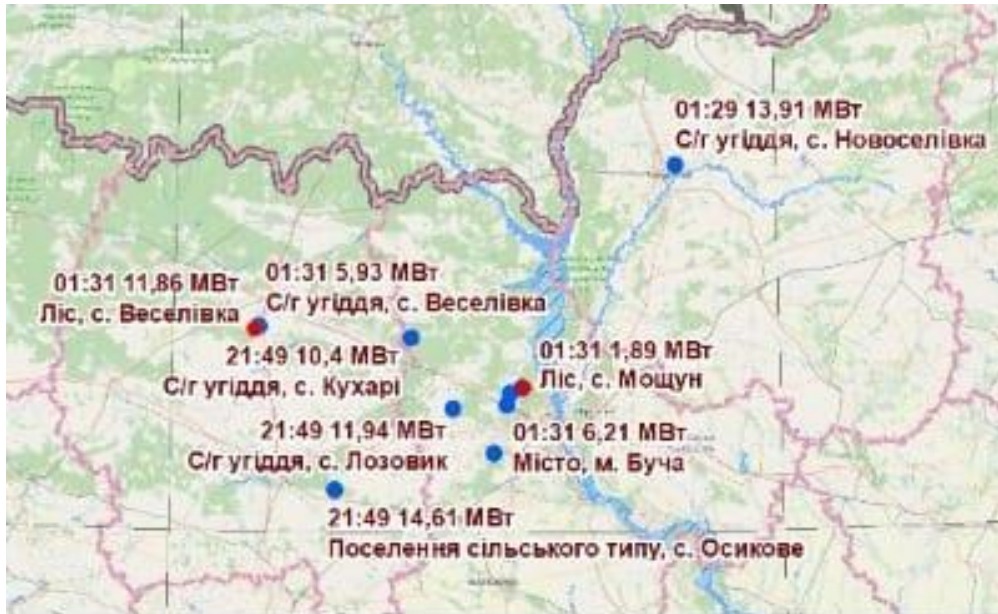 01:29 13,91 МВт
С/г угіддя, с. Новоселівка
01:31 11,86 МВт
Ліс, с. Веселівка
01:31 5,93 МВт
С/г угіддя, с. Веселівка
21:49 10,4 МВт
С/г угіддя, с. Кухарі
01:31 1,89 МВт
Ліс, с. Мощун
21:49 11,94 МВт
С/г угіддя, с. Лозовик
01:31 6,21 МВт
Місто, м. Буча
21:49 14,61 МВт
Поселення сільського типу, с. Осикове